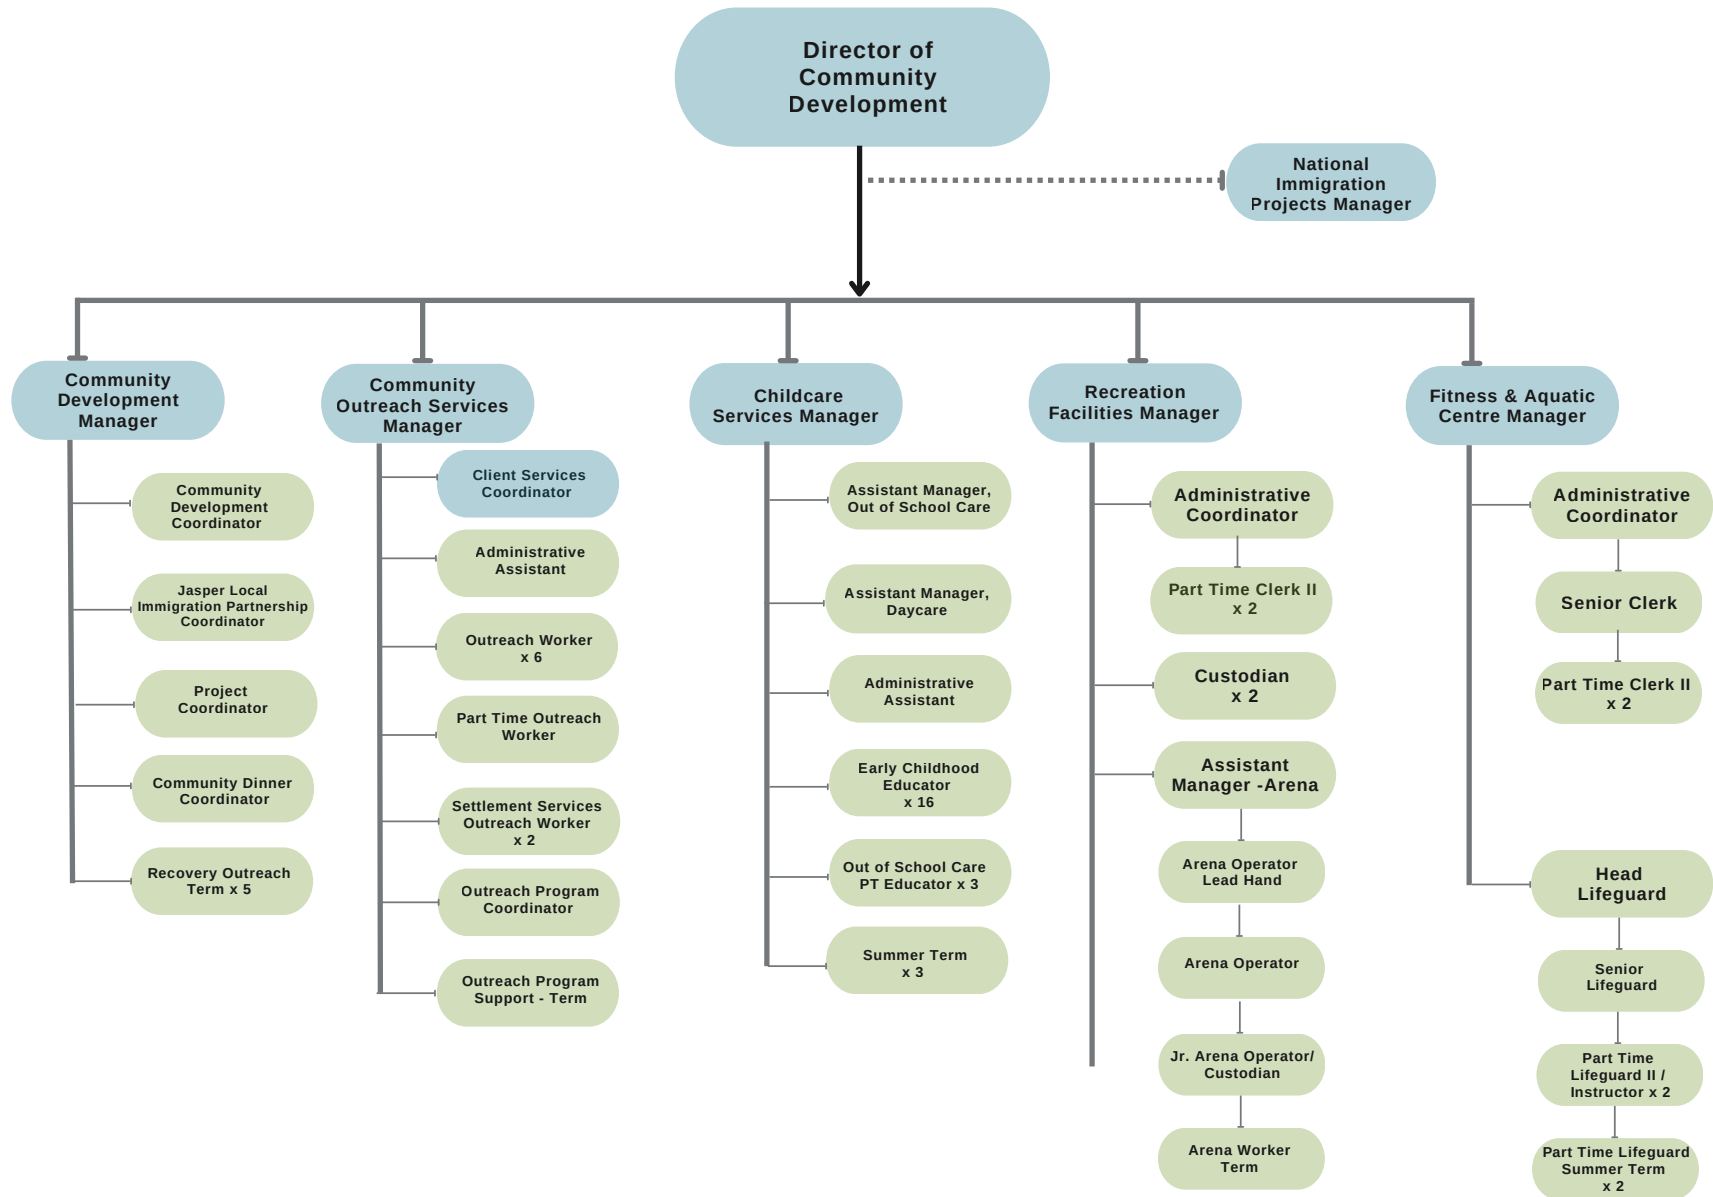 Director of
Community
Development
National
Immigration
Projects Manager
Community
Development
Manager
Community
Development
Coordinator
Jasper Local
Immigration Partnership
Coordinator
Project
Coordinator
Community Dinner
Coordinator
Recovery Outreach
Term x 5
Community
Outreach Services
Manager
Client Services
Coordinator
Administrative
Assistant
Outreach Worker
x 6
Part Time Outreach
Worker
Settlement Services
Outreach Worker
x 2
Outreach Program
Coordinator
Outreach Program
Support - Term
Childcare
Services Manager
Assistant Manager,
Out of School Care
Assistant Manager,
Daycare
Administrative
Assistant
Early Childhood
Educator
x 16
Out of School Care
PT Educator x 3
Summer Term
x 3
Recreation
Facilities Manager
Administrative
Coordinator
Part Time Clerk II
x 2
Custodian
x 2
Assistant
Manager -Arena
Arena Operator
Lead Hand
Arena Operator
Jr. Arena Operator/
Custodian
Arena Worker
Term
Fitness & Aquatic
Centre Manager
Administrative
Coordinator
Senior Clerk
Part Time Clerk II
x 2
Head
Lifeguard
Senior
Lifeguard
Part Time
Lifeguard II /
Instructor x 2
Part Time Lifeguard
Summer Term
x 2